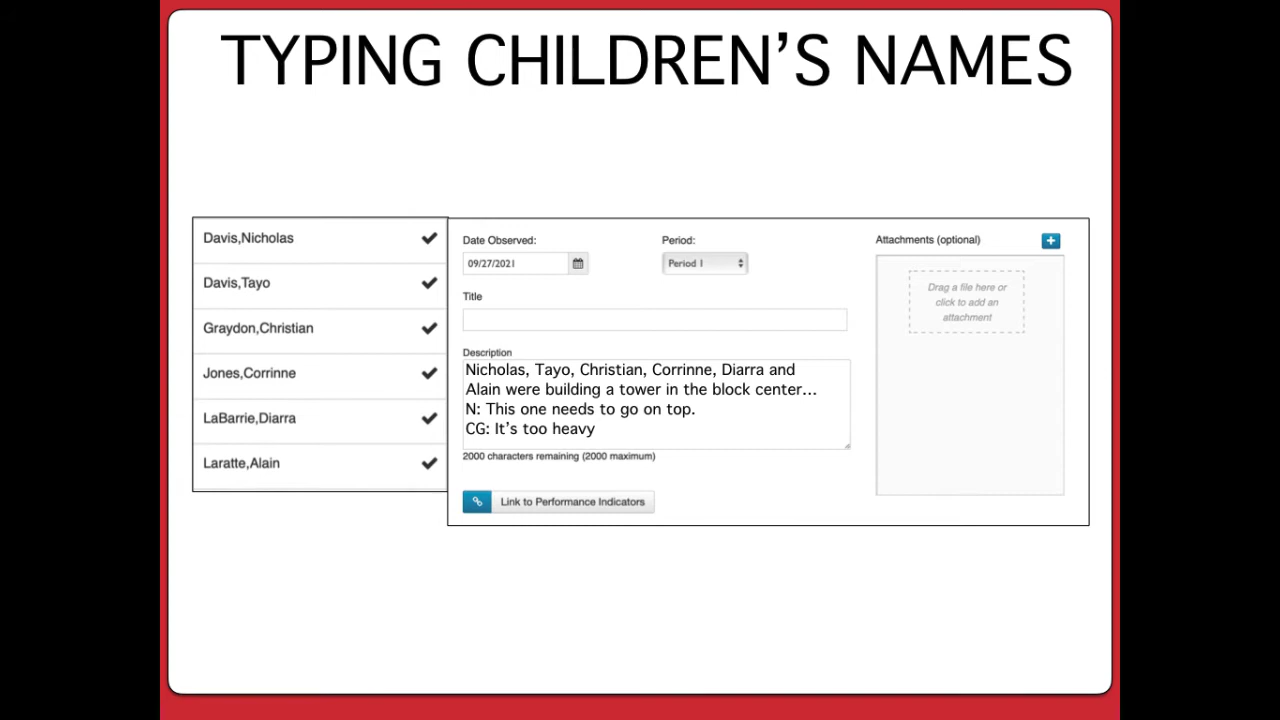 TYPING CHILDREN’S NAMES
Davis,Nicholas
Davis,Tayo
Graydon,Christian
Jones,Corrinne
LaBarrie,Diarra
Laratte,Alain
Date Observed:
09/27/2021
Period:
Period 1
Title
Description
Nicholas, Tayo, Christian, Corrinne, Diarra and
Alain were building a tower in the block center…
N: This one needs to go on top.
CG: It’s too heavy
2000 characters remaining (2000 maximum)
Link to Performance Indicators
Attachments (optional)
Drag a file here or
click to add an
attachment